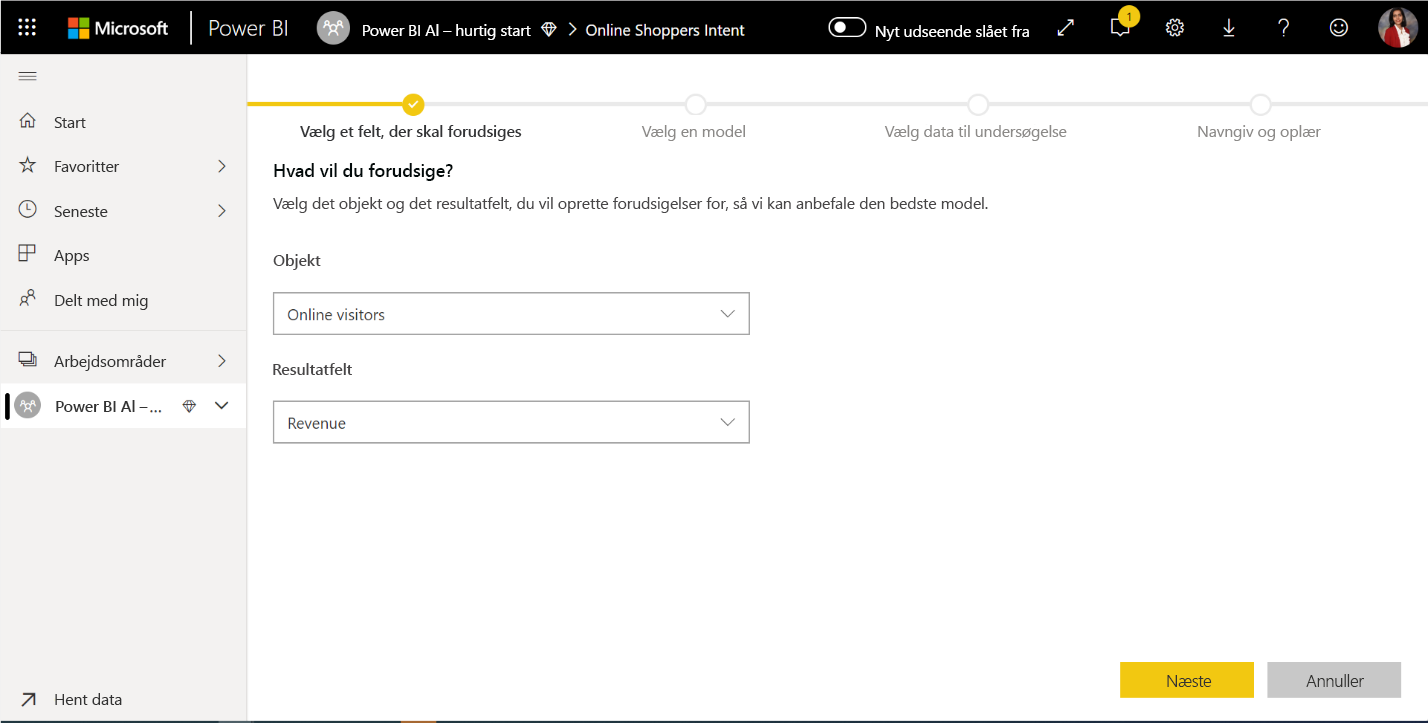 Microsoft Power BI Power BI AI – hurtig start Online Shoppers Intent Nyt udseende slået fra 1 ?
Start
Favoritter
Seneste
Apps
Delt med mig
Arbejdsområder
Power BI AI –...
Hent data
Vælg et felt, der skal forudsiges Vælg en model Vælg data til undersøgelse Navngiv og oplær
Hvad vil du forudsige?
Vælg det objekt og det resultatfelt, du vil oprette forudsigelser for, så vi kan anbefale den bedste model.
Objekt
Online visitors
Resultatfelt
Revenue
Næste Annuller